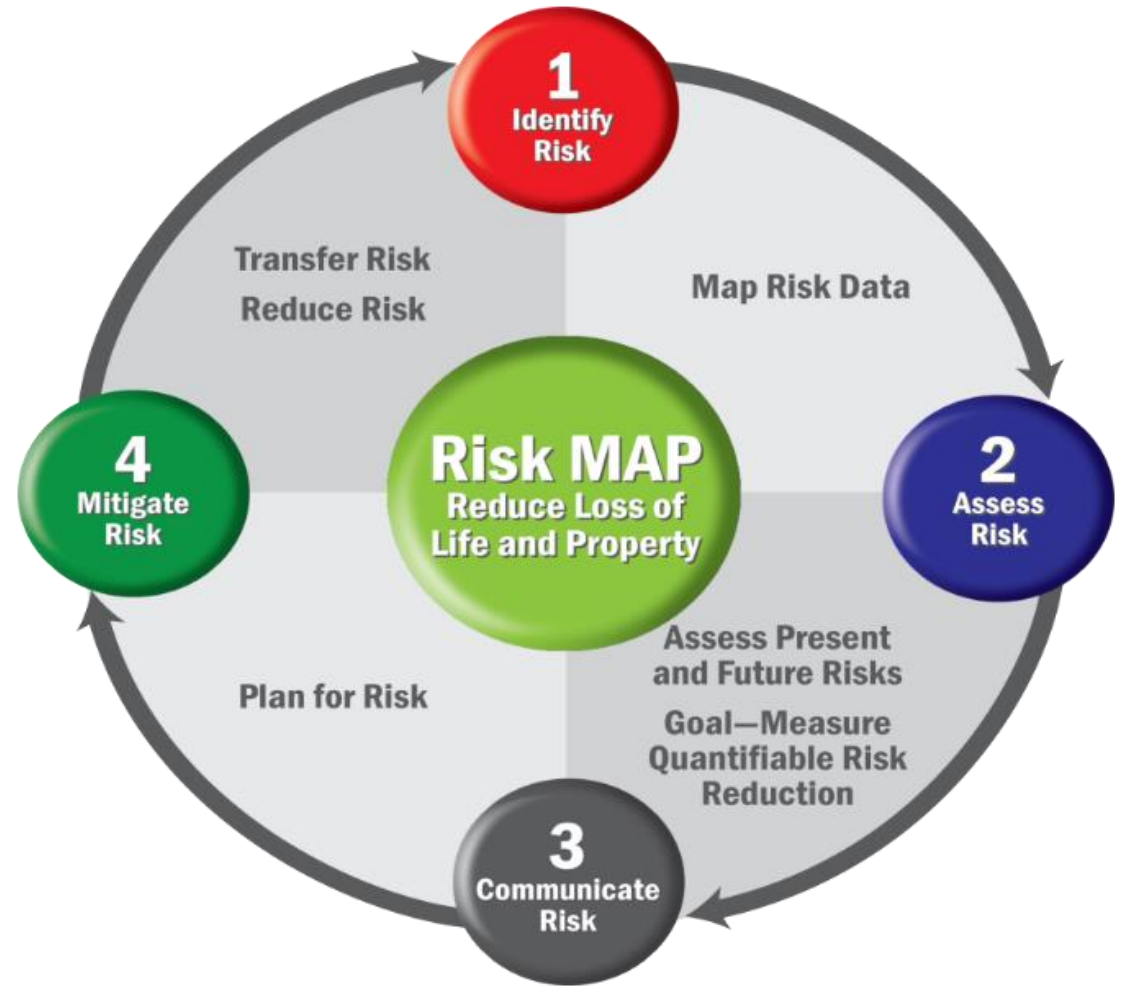 1
Identify
Risk
Transfer Risk
Reduce Risk
Map Risk Data
4
Mitigate
Risk
Risk MAP
Reduce Loss of
Life and Property
2
Assess
Risk
Plan for Risk
Assess Present
and Future Risks
Goal—Measure
Quantifiable Risk
Reduction
3
Communicate
Risk